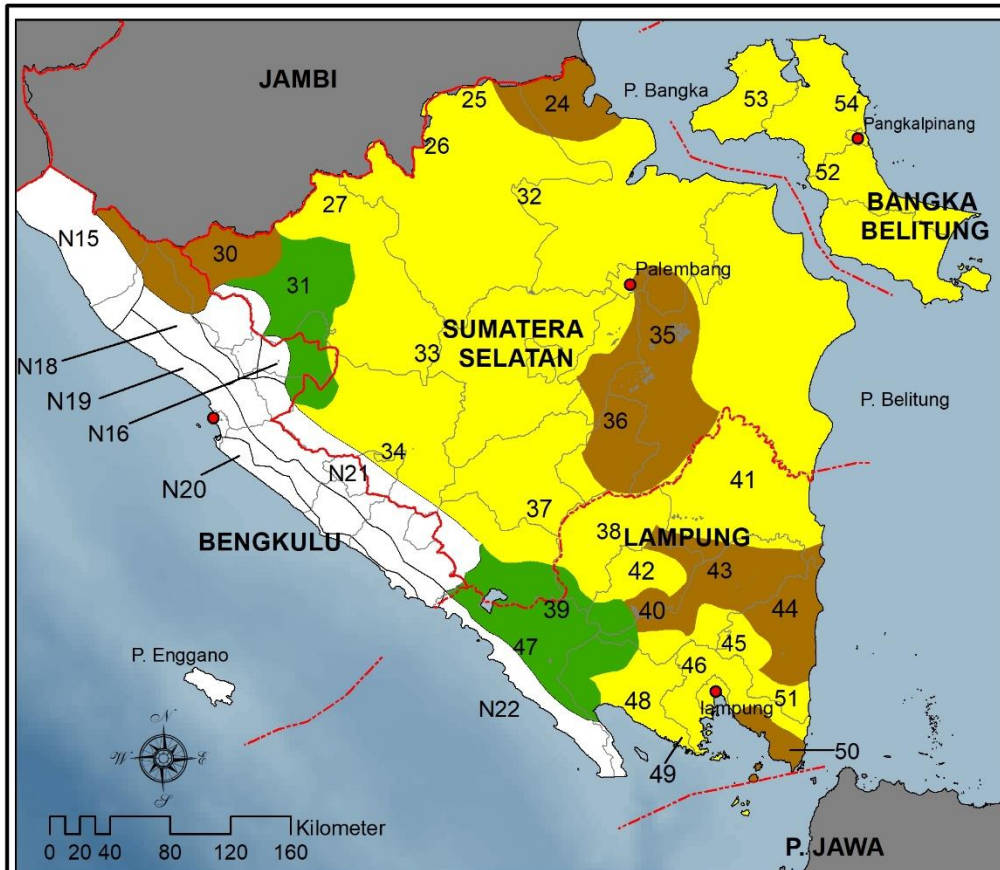 JAMBI
25
24
P. Bangka
53
54
Pangkalpinang
26
52
27
32
BANGKA
BELITUNG
N15
30
31
Palembang
35
SUMATERA
SELATAN
33
N18
N19
N16
36
P. Belitung
34
N20
N21
41
37
38
LAMPUNG
BENGKULU
42
43
39
40
44
47
45
P. Enggano
46
N22
48
lampung
51
49
50
N
W
E
S
Kilometer
0 20 40 80 120 160
P. JAWA